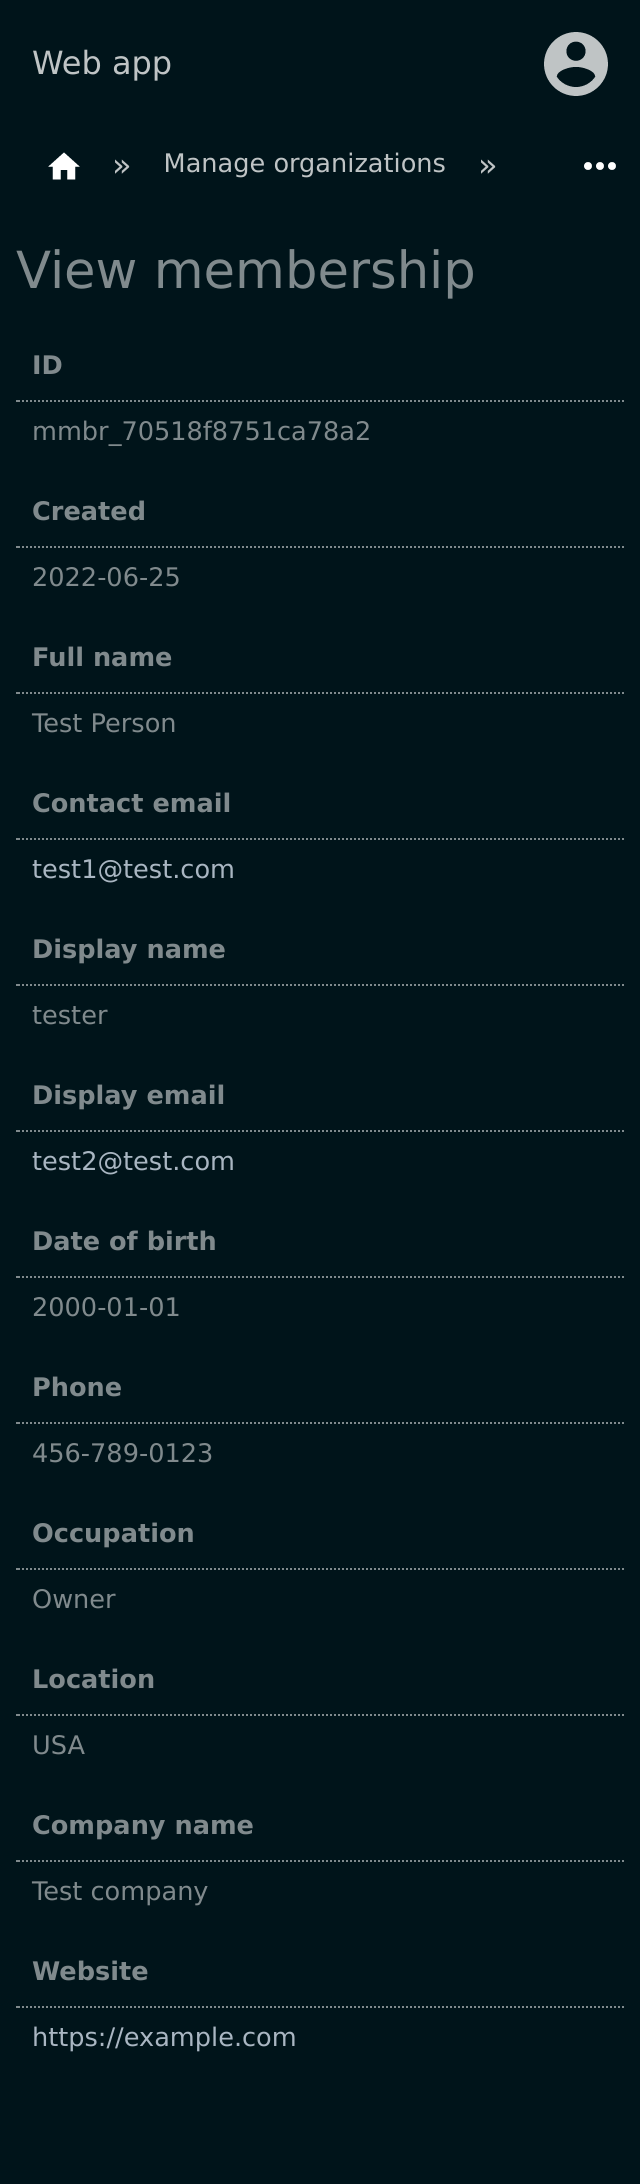 Web app
» Manage organizations »
View membership
ID
mmbr_70518f8751ca78a2
Created
2022-06-25
Full name
Test Person
Contact email
test1@test.com
Display name
tester
Display email
test2@test.com
Date of birth
2000-01-01
Phone
456-789-0123
Occupation
Owner
Location
USA
Company name
Test company
Website
https://example.com